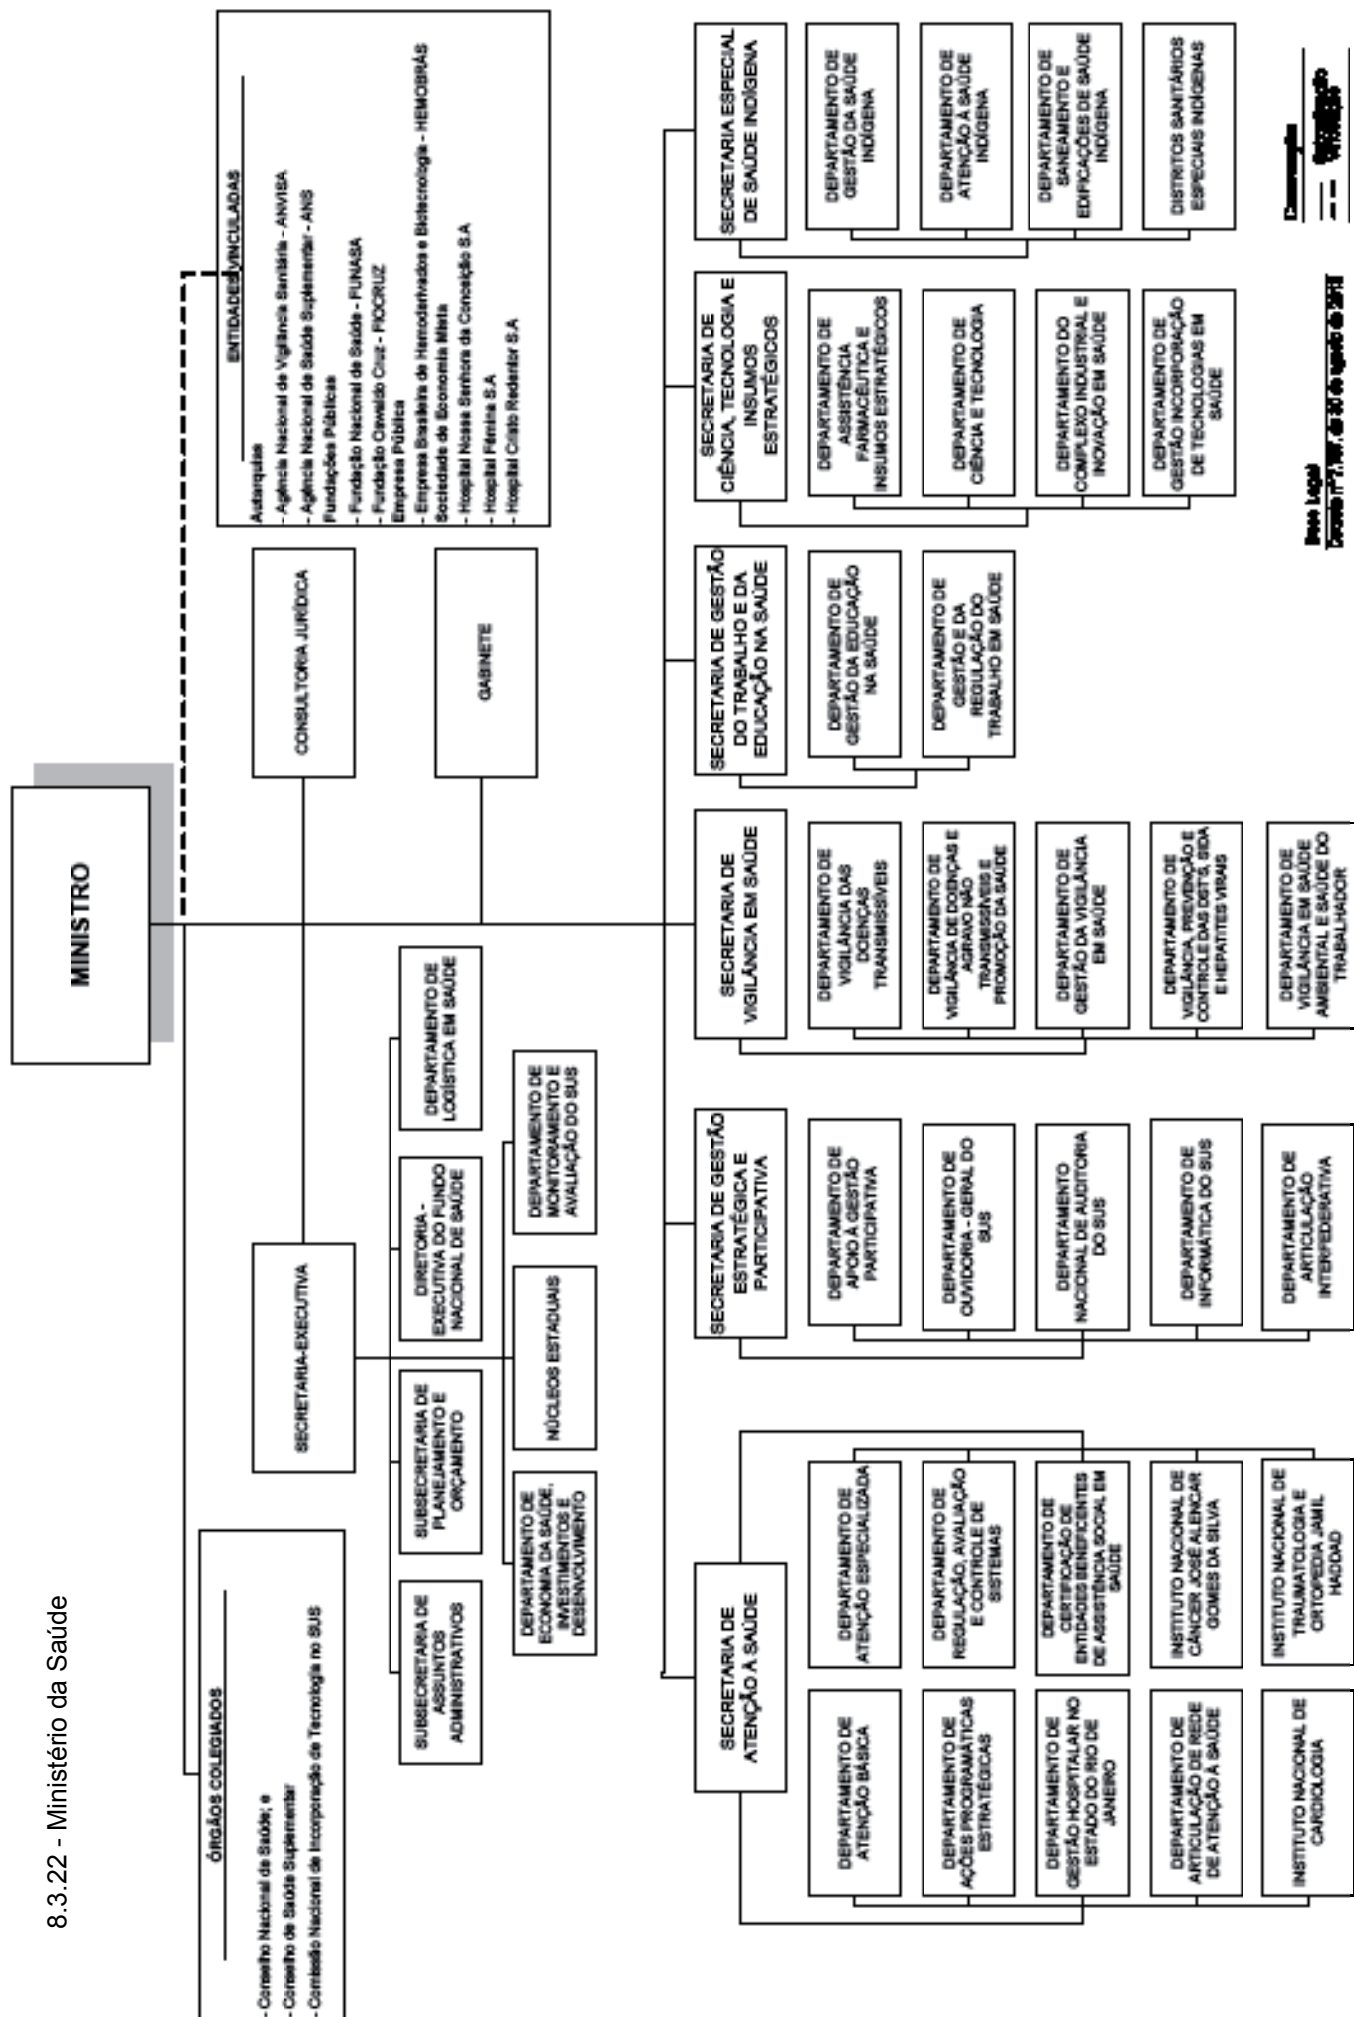 8.3.22 - Ministério da Saúde
MINISTRO
ÓRGÃOS COLEGIADOS
- Conselho Nacional de Saúde; e
- Conselho de Saúde Suplementar
- Comissão Nacional de Incorporação de Tecnologia no SUS
ENTIDADES VINCULADAS
Autarquias
- Agência Nacional de Vigilância Sanitária - ANVISA
- Agência Nacional de Saúde Suplementar - ANS
Fundações Públicas
- Fundação Nacional de Saúde - FUNASA
- Fundação Oswaldo Cruz - FIOCRUZ
Empresa Pública
- Empresa Brasileira de Hemoderivados e Biotecnologia - HEMOBRÁS
Sociedade de Economia Mista
- Hospital Nossa Senhora da Conceição S.A
- Hospital Fêmina S.A
- Hospital Cristo Redentor S.A
SECRETARIA-EXECUTIVA
CONSULTORIA JURÍDICA
GABINETE
SUBSECRETARIA DE
ASSUNTOS
ADMINISTRATIVOS
SUBSECRETARIA DE
PLANEJAMENTO E
ORÇAMENTO
DIRETORIA -
EXECUTIVA DO FUNDO
NACIONAL DE SAÚDE
DEPARTAMENTO DE
LOGÍSTICA EM SAÚDE
DEPARTAMENTO DE
ECONOMIA DA SAÚDE,
INVESTIMENTOS E
DESENVOLVIMENTO
NÚCLEOS ESTADUAIS
DEPARTAMENTO DE
MONITORAMENTO E
AVALIAÇÃO DO SUS
SECRETARIA DE
ATENÇÃO À SAÚDE
DEPARTAMENTO DE
ATENÇÃO BÁSICA
DEPARTAMENTO DE
AÇÕES PROGRAMÁTICAS
ESTRATÉGICAS
DEPARTAMENTO DE
GESTÃO HOSPITALAR NO
ESTADO DO RIO DE
JANEIRO
DEPARTAMENTO DE
ARTICULAÇÃO DE REDE
DE ATENÇÃO À SAÚDE
INSTITUTO NACIONAL DE
CARDIOLOGIA
DEPARTAMENTO DE
ATENÇÃO ESPECIALIZADA
DEPARTAMENTO DE
REGULAÇÃO, AVALIAÇÃO
E CONTROLE DE
SISTEMAS
DEPARTAMENTO DE
CERTIFICAÇÃO DE
ENTIDADES BENEFICENTES
DE ASSISTÊNCIA SOCIAL EM
SAÚDE
INSTITUTO NACIONAL DE
CÂNCER JOSÉ ALENCAR
GOMES DA SILVA
INSTITUTO NACIONAL DE
TRAUMATOLOGIA E
ORTOPEDIA JAMIL
HADDAD
SECRETARIA DE GESTÃO
ESTRATÉGICA E
PARTICIPATIVA
DEPARTAMENTO DE
APOIO À GESTÃO
PARTICIPATIVA
DEPARTAMENTO DE
OUVIDORIA - GERAL DO
SUS
DEPARTAMENTO
NACIONAL DE AUDITORIA
DO SUS
DEPARTAMENTO DE
INFORMÁTICA DO SUS
DEPARTAMENTO DE
ARTICULAÇÃO
INTERFEDERATIVA
SECRETARIA DE
VIGILÂNCIA EM SAÚDE
DEPARTAMENTO DE
VIGILÂNCIA DAS
DOENÇAS
TRANSMISSÍVEIS
DEPARTAMENTO DE
VIGILÂNCIA DE DOENÇAS E
AGRAVO NÃO
TRANSMISSÍVEIS E
PROMOÇÃO DA SAÚDE
DEPARTAMENTO DE
GESTÃO DA VIGILÂNCIA
EM SAÚDE
DEPARTAMENTO DE
VIGILÂNCIA, PREVENÇÃO E
CONTROLE DAS DSTS, SIDA
E HEPATITES VIRAIS
DEPARTAMENTO DE
VIGILÂNCIA EM SAÚDE
AMBIENTAL E SAÚDE DO
TRABALHADOR
SECRETARIA DE GESTÃO
DO TRABALHO E DA
EDUCAÇÃO NA SAÚDE
DEPARTAMENTO DE
GESTÃO DA EDUCAÇÃO
NA SAÚDE
DEPARTAMENTO DE
GESTÃO E DA
REGULAÇÃO DO
TRABALHO EM SAÚDE
SECRETARIA DE
CIÊNCIA, TECNOLOGIA E
INSUMOS
ESTRATÉGICOS
DEPARTAMENTO DE
ASSISTÊNCIA
FARMACÊUTICA E
INSUMOS ESTRATÉGICOS
DEPARTAMENTO DE
CIÊNCIA E TECNOLOGIA
DEPARTAMENTO DO
COMPLEXO INDUSTRIAL E
INOVAÇÃO EM SAÚDE
DEPARTAMENTO DE
GESTÃO INCORPORAÇÃO
DE TECNOLOGIAS EM
SAÚDE
SECRETARIA ESPECIAL
DE SAÚDE INDÍGENA
DEPARTAMENTO DE
GESTÃO DA SAÚDE
INDÍGENA
DEPARTAMENTO DE
ATENÇÃO À SAÚDE
INDÍGENA
DEPARTAMENTO DE
SANEAMENTO E
EDIFICAÇÕES DE SAÚDE
INDÍGENA
DISTRITOS SANITÁRIOS
ESPECIAIS INDÍGENAS
Base Legal